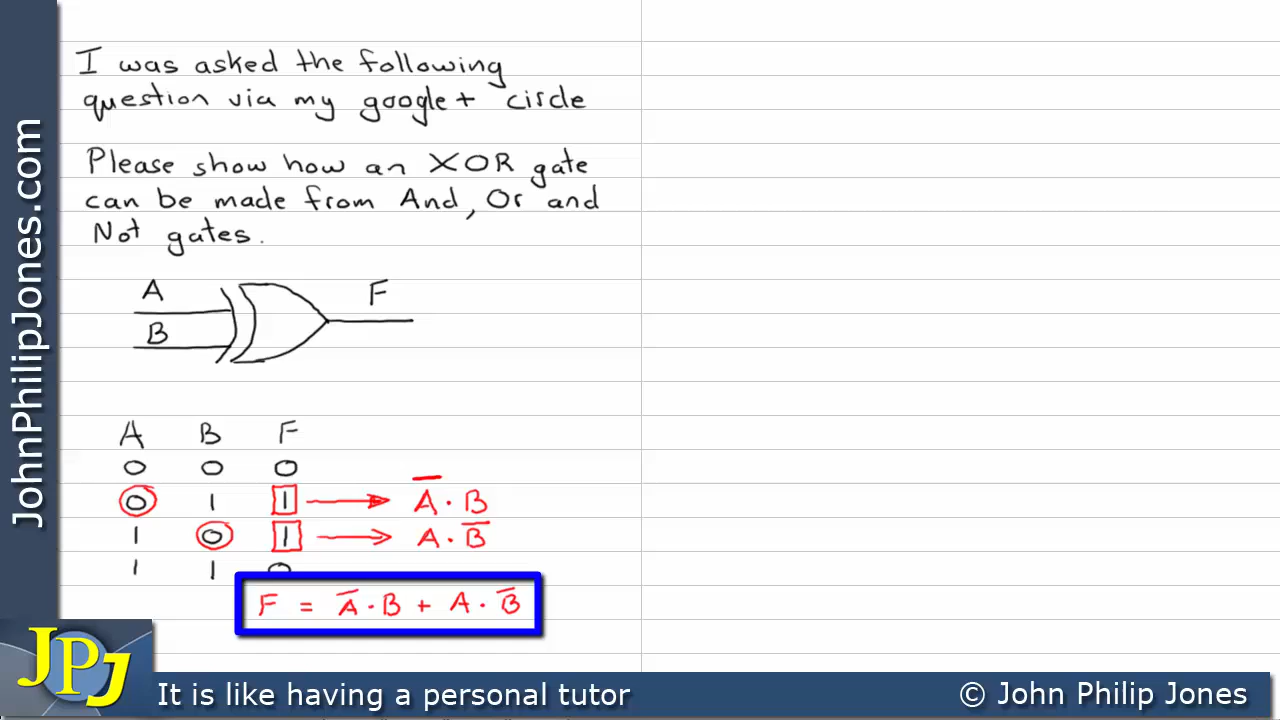 I was asked the following
question via my google+ circle
Please show how an XOR gate
can be made from And, Or and
Not gates.
A
F
B
A B F
0 0 0
0 1 1 → A̅ · B
1 0 1 → A · B̅
1 1 0
F = A̅ · B + A · B̅
JohnPhilipJones.com
JPJ
It is like having a personal tutor
© John Philip Jones